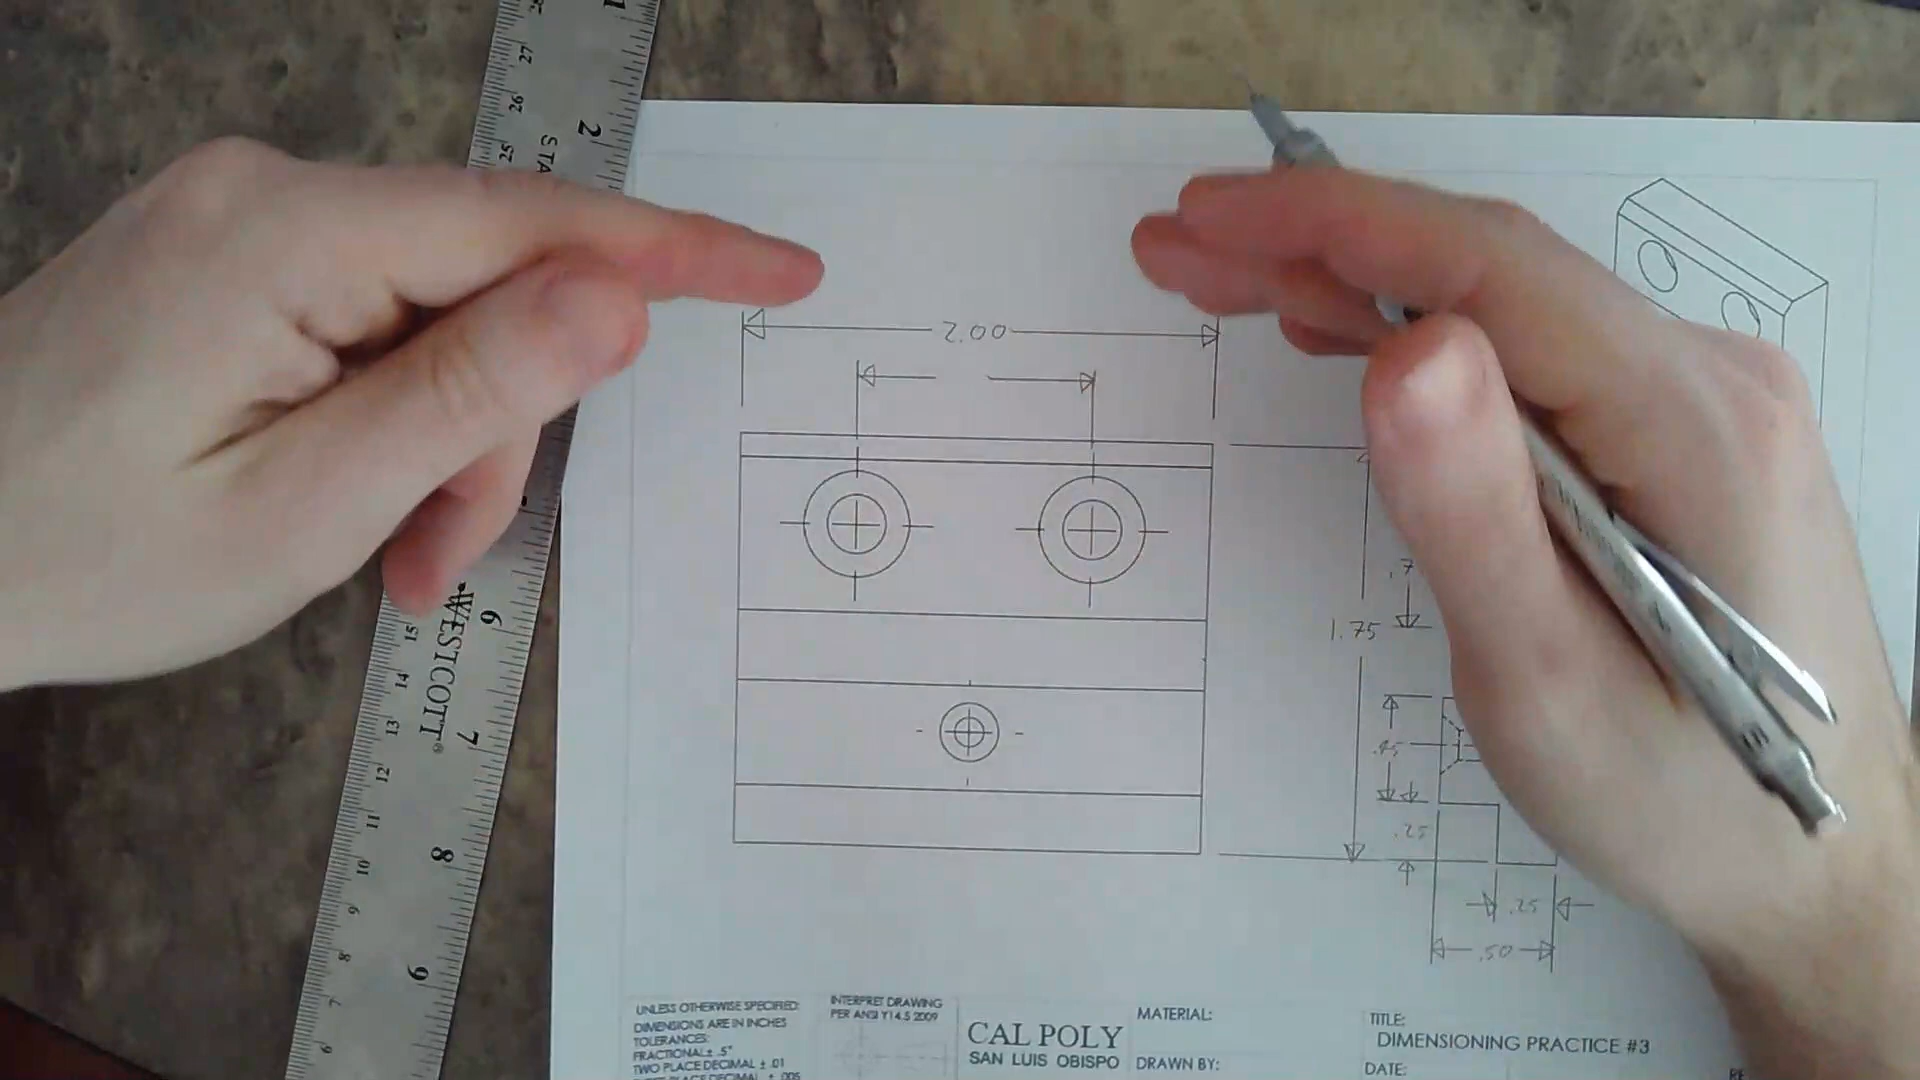 1
28
27
26
2
25
STA
2.00
.7
1.75
6
15
WESTCOTT®
14
13
7
12
.45
11
.25
8
10
9
.25
8
.50
9
7
6
UNLESS OTHERWISE SPECIFIED:
DIMENSIONS ARE IN INCHES
TOLERANCES:
FRACTIONAL ± .5°
TWO PLACE DECIMAL ± .01
INTERPRET DRAWING
PER ANSI Y14.5 2009
CAL POLY
SAN LUIS OBISPO
MATERIAL:
DRAWN BY:
TITLE:
DIMENSIONING PRACTICE #3
DATE: